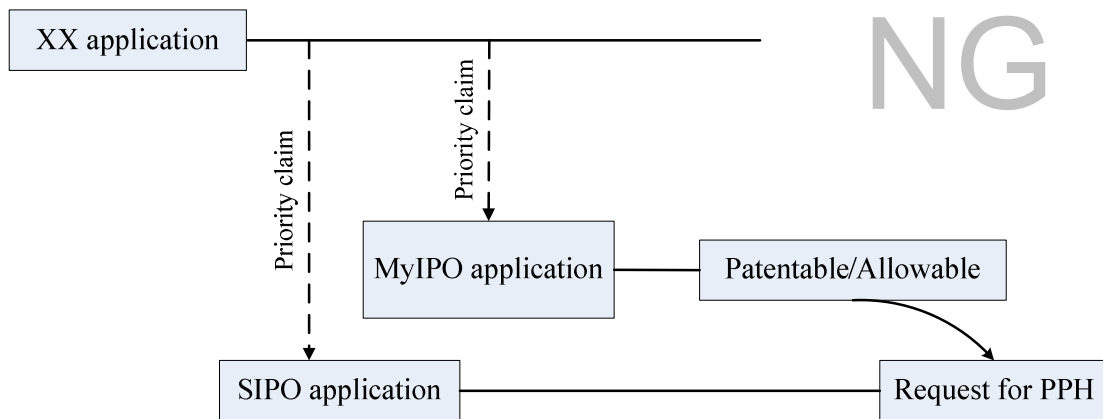 XX application
NG
Priority claim
Priority claim
MyIPO application
Patentable/Allowable
SIPO application
Request for PPH